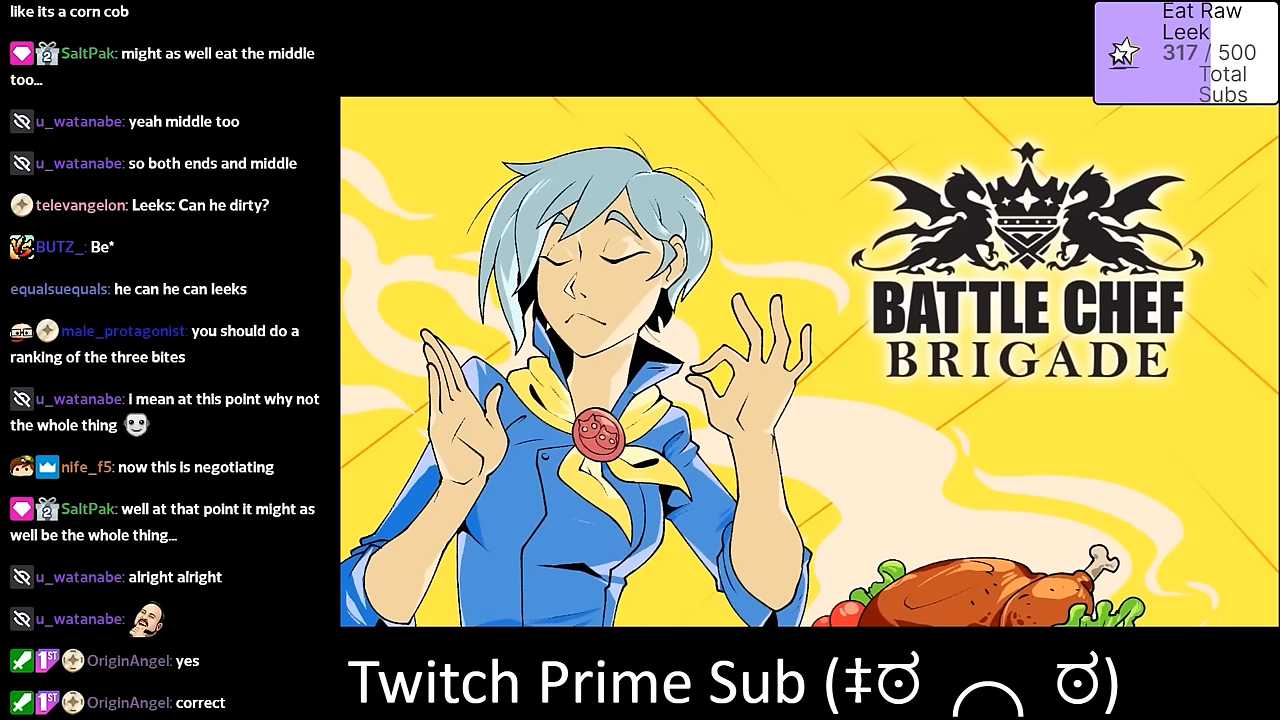 like its a corn cob
SaltPak: might as well eat the middle
too...
u_watanabe: yeah middle too
u_watanabe: so both ends and middle
televangelon: Leeks: Can he dirty?
BUTZ_: Be*
equalsuequals: he can he can leeks
male_protagonist: you should do a
ranking of the three bites
u_watanabe: i mean at this point why not
the whole thing
nife_f5: now this is negotiating
SaltPak: well at that point it might as
well be the whole thing...
u_watanabe: alright alright
u_watanabe:
OriginAngel: yes
OriginAngel: correct
Eat Raw
Leek
317 / 500
Total
Subs
BATTLE CHEF
BRIGADE
Twitch Prime Sub (‡ಠ ⁀ ಠ)